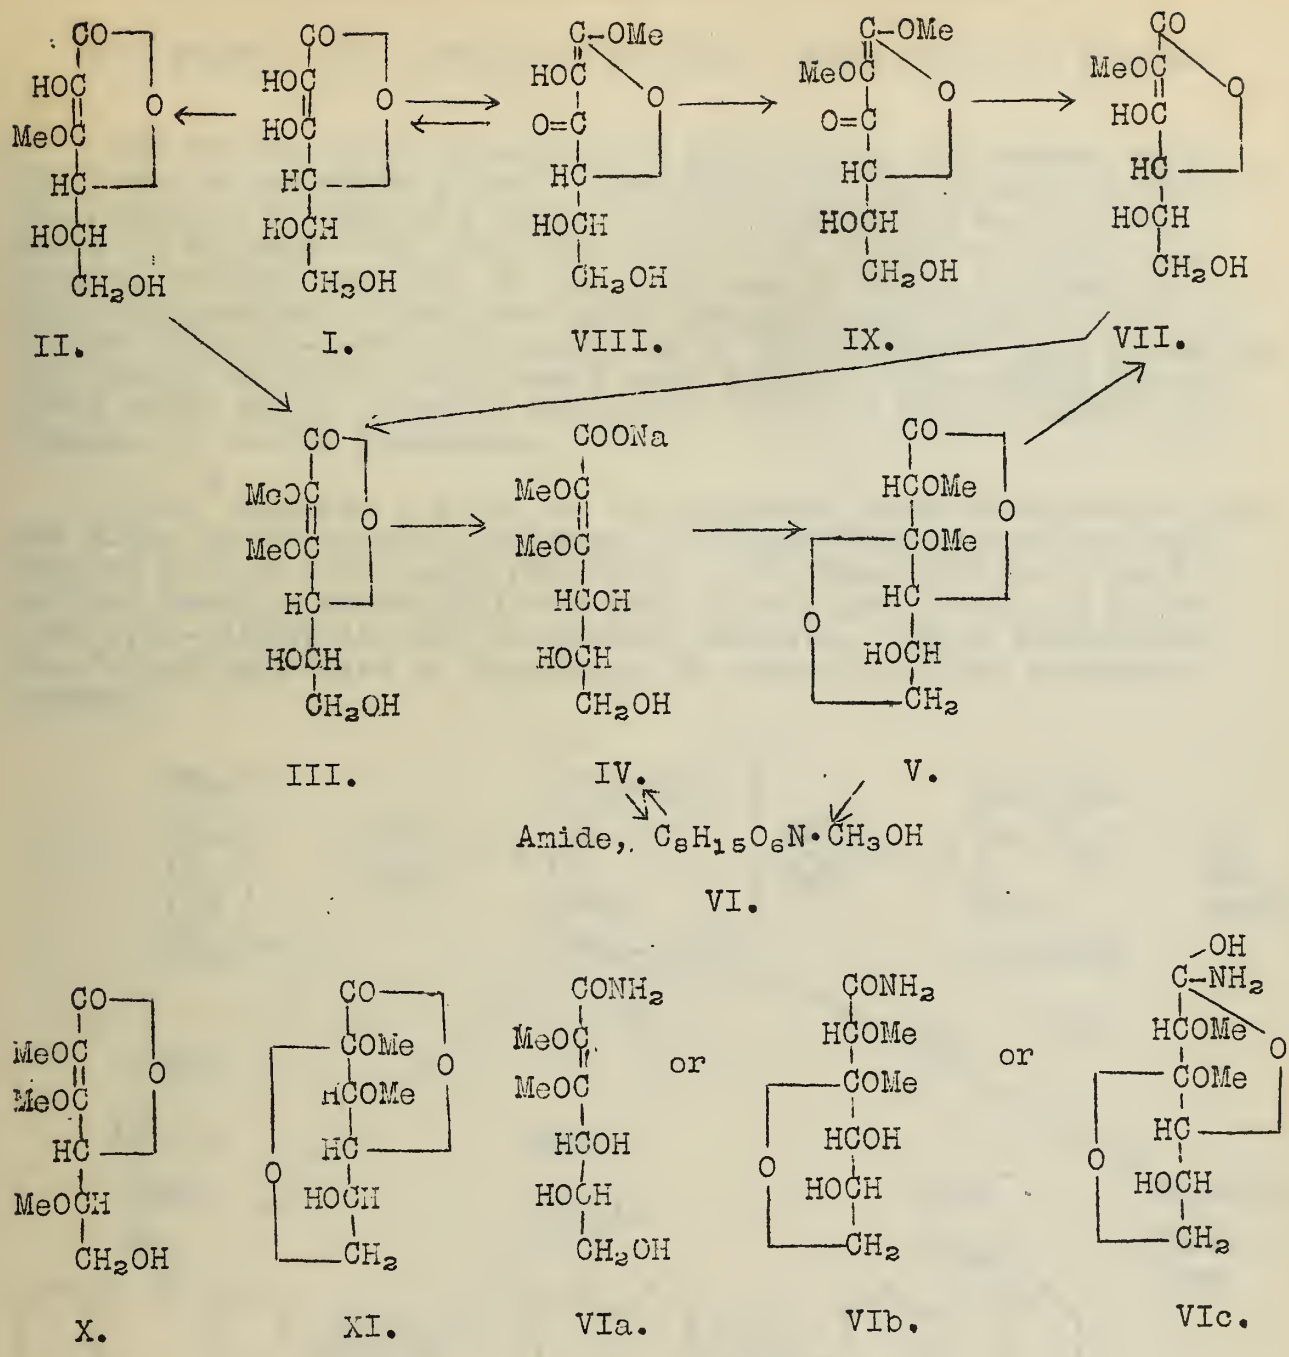 CO CO C-OMe C-OMe CO
HOC HOC HOC MeOC MeOC
O O O O O
MeOC HOC O=C O=C HOC
HC HC HC HC HC
HOCH HOCH HOCH HOCH HOCH
CH₂OH CH₂OH CH₂OH CH₂OH CH₂OH
II. I. VIII. IX. VII.
CO COONa CO
MeOC MeOC HCOMe
O O
MeOC MeOC COMe
HC HCOH HC
O
HOCH HOCH HOCH
CH₂OH CH₂OH CH₂
III. IV. V.
Amide, C₈H₁₅O₆N•CH₃OH
VI.
OH
CO CO CONH₂ CONH₂ C-NH₂
MeOC COMe MeOC HCOMe HCOMe
O O or or O
MeOC HCOMe MeOC COMe COMe
HC HC HCOH HCOH HC
O O O
MeOCH HOCH HOCH HOCH HOCH
CH₂OH CH₂ CH₂OH CH₂ CH₂
X. XI. VIa. VIb. VIc.